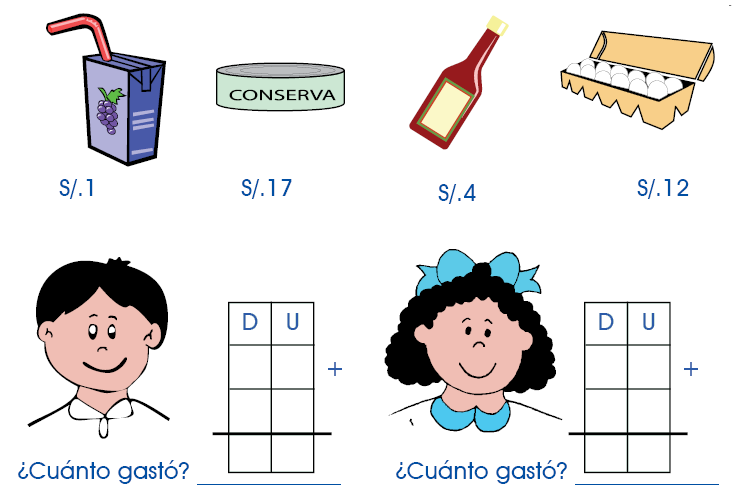 CONSERVA
S/.1 S/.17 S/.4 S/.12
D U D U
+ +
¿Cuánto gastó? ¿Cuánto gastó?